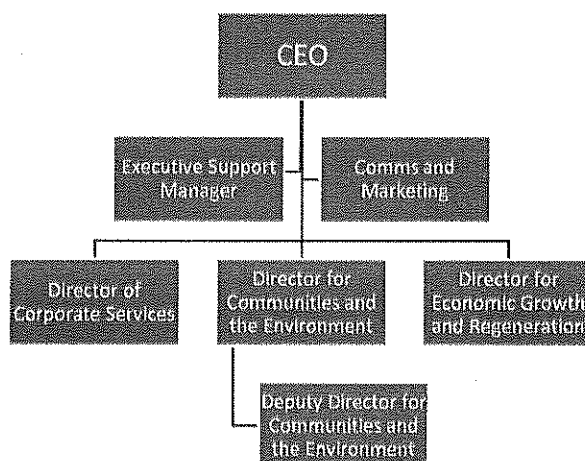 CEO
Executive Support
Manager
Comms and
Marketing
Director of
Corporate Services
Director for
Communities and
the Environment
Director for
Economic Growth
and Regeneration
Deputy Director for
Communities and
the Environment